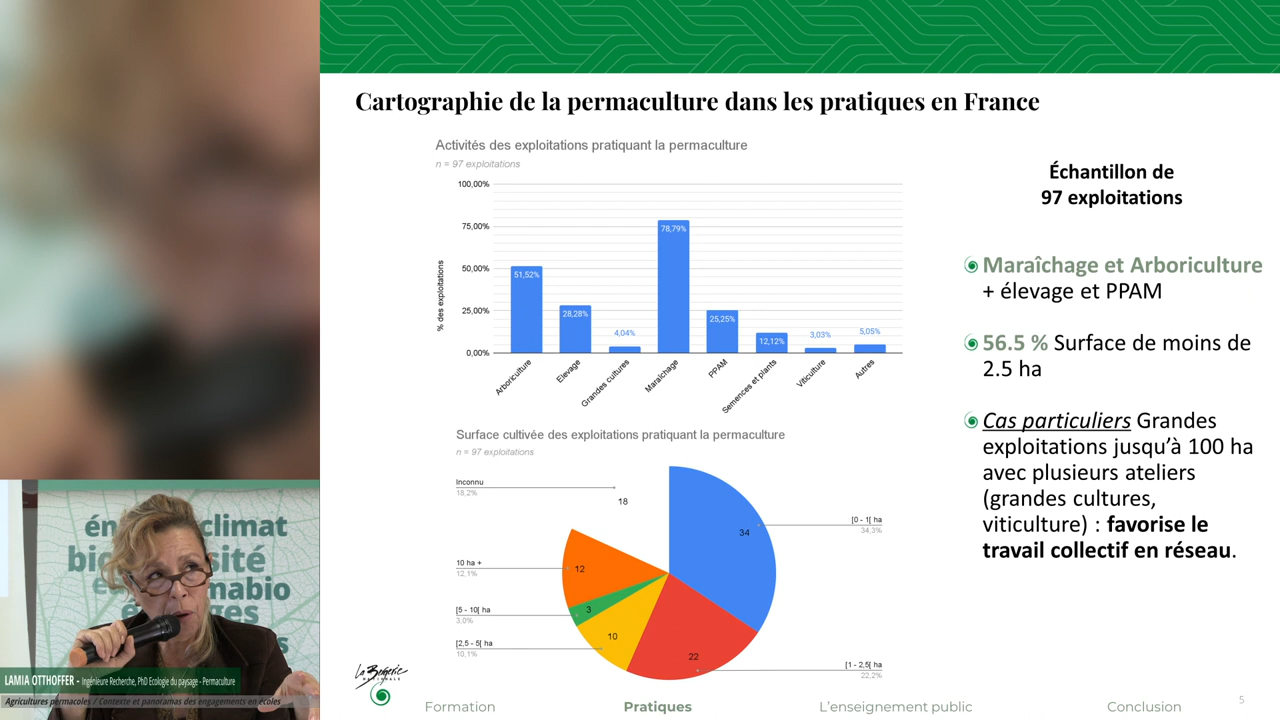 Cartographie de la permaculture dans les pratiques en France
Activités des exploitations pratiquant la permaculture
n = 97 exploitations
% des exploitations
100,00%
75,00%
50,00%
25,00%
0,00%
51,52%
28,28%
4,04%
78,79%
25,25%
12,12%
3,03%
5,05%
Arboriculture
Elevage
Grandes cultures
Maraîchage
PPAM
Semences et plants
Viticulture
Autres
Surface cultivée des exploitations pratiquant la permaculture
n = 97 exploitations
Inconnu
18,2%
18
10 ha +
12,1%
12
[5 - 10[ ha
3,0%
3
[2,5 - 5[ ha
10,1%
10
[0 - 1[ ha
34,3%
34
[1 - 2,5[ ha
22,2%
22
Échantillon de
97 exploitations
Maraîchage et Arboriculture
+ élevage et PPAM
56.5 % Surface de moins de
2.5 ha
Cas particuliers Grandes
exploitations jusqu'à 100 ha
avec plusieurs ateliers
(grandes cultures,
viticulture) : favorise le
travail collectif en réseau.
La Bergerie
NATIONALE
Formation
Pratiques
L'enseignement public
Conclusion
5
climat
LAMIA OTTHOFFER - Ingénieure Recherche, PhD Ecologie du paysage - Permaculture
Agricultures permacoles / Contexte et panoramas des engagements en écoles